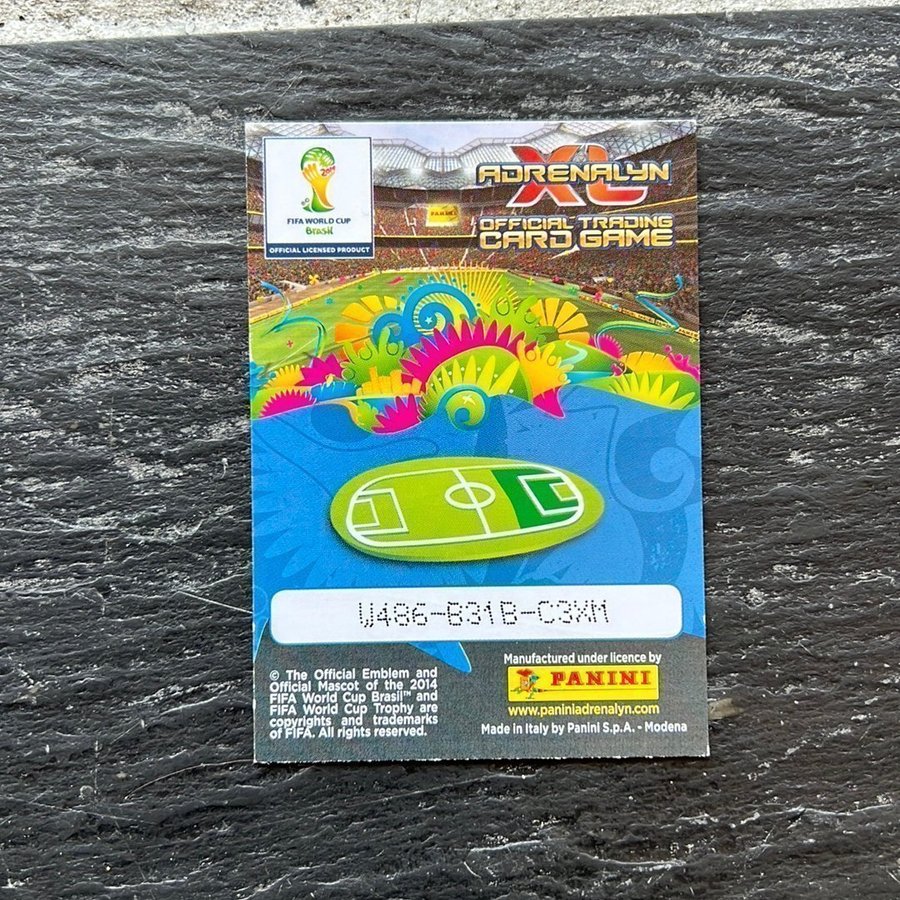 2014
FIFA WORLD CUP
Brasil
OFFICIAL LICENSED PRODUCT
ADRENALYN
XL
OFFICIAL TRADING
CARD GAME
PANINI
W486-B31B-C3XM
© The Official Emblem and
Official Mascot of the 2014
FIFA World Cup Brasil™ and
FIFA World Cup Trophy are
copyrights and trademarks
of FIFA. All rights reserved.
Manufactured under licence by
PANINI
www.paniniadrenalyn.com
Made in Italy by Panini S.p.A. - Modena